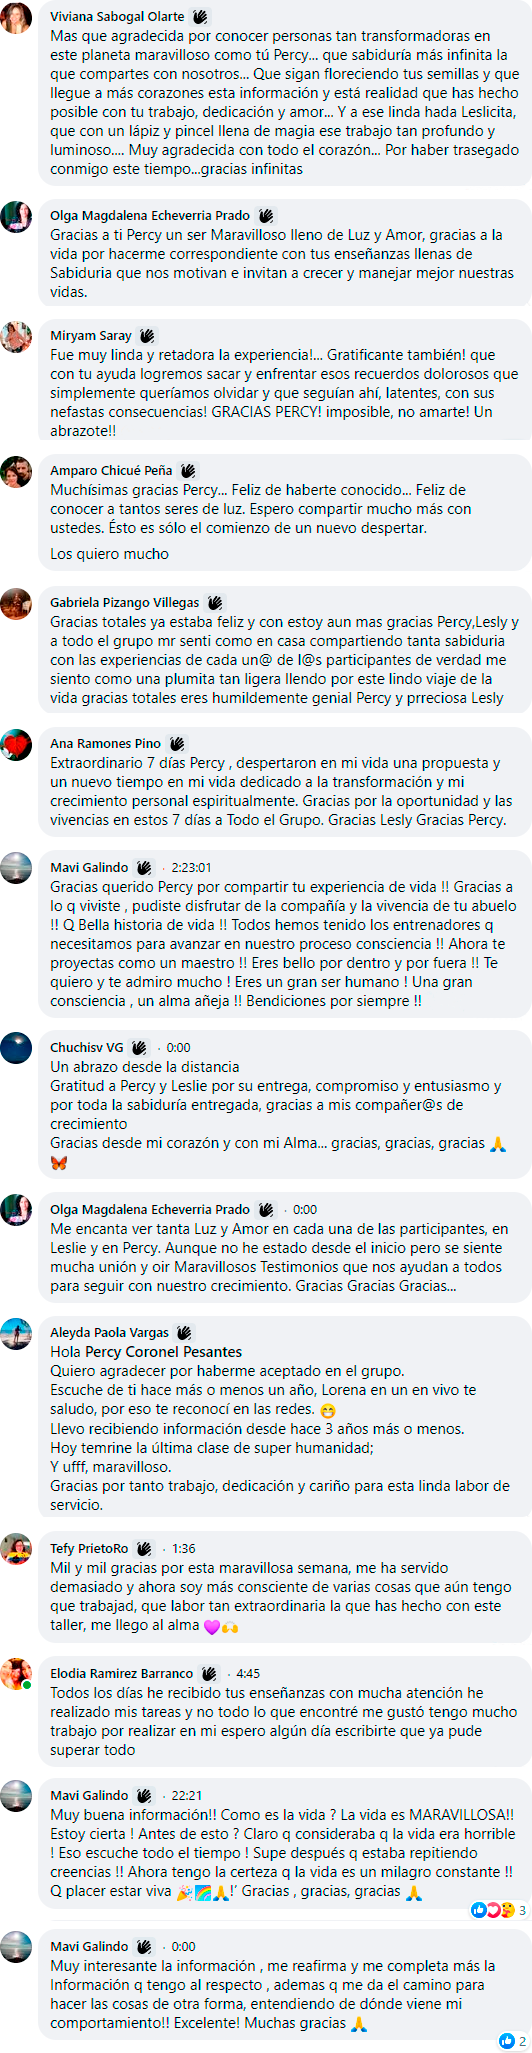 Viviana Sabogal Olarte
Mas que agradecida por conocer personas tan transformadoras en
este planeta maravilloso como tú Percy... que sabiduría más infinita la
que compartes con nosotros... Que sigan floreciendo tus semillas y que
llegue a más corazones esta información y está realidad que has hecho
posible con tu trabajo, dedicación y amor... Y a ese linda hada Leslicita,
que con un lápiz y pincel llena de magia ese trabajo tan profundo y
luminoso.... Muy agradecida con todo el corazón... Por haber trasegado
conmigo este tiempo...gracias infinitas
Olga Magdalena Echeverria Prado
Gracias a ti Percy un ser Maravilloso lleno de Luz y Amor, gracias a la
vida por hacerme correspondiente con tus enseñanzas llenas de
Sabiduria que nos motivan e invitan a crecer y manejar mejor nuestras
vidas.
Miryam Saray
Fue muy linda y retadora la experiencia!... Gratificante también! que
con tu ayuda logremos sacar y enfrentar esos recuerdos dolorosos que
simplemente queríamos olvidar y que seguían ahí, latentes, con sus
nefastas consecuencias! GRACIAS PERCY! imposible, no amarte! Un
abrazote!!
Amparo Chicué Peña
Muchísimas gracias Percy... Feliz de haberte conocido... Feliz de
conocer a tantos seres de luz. Espero compartir mucho más con
ustedes. Ésto es sólo el comienzo de un nuevo despertar.
Los quiero mucho
Gabriela Pizango Villegas
Gracias totales ya estaba feliz y con estoy aun mas gracias Percy,Lesly y
a todo el grupo mr senti como en casa compartiendo tanta sabiduria
con las experiencias de cada un@ de l@s participantes de verdad me
siento como una plumita tan ligera llendo por este lindo viaje de la
vida gracias totales eres humildemente genial Percy y prreciosa Lesly
Ana Ramones Pino
Extraordinario 7 días Percy , despertaron en mi vida una propuesta y
un nuevo tiempo en mi vida dedicado a la transformación y mi
crecimiento personal espiritualmente. Gracias por la oportunidad y las
vivencias en estos 7 días a Todo el Grupo. Gracias Lesly Gracias Percy.
Mavi Galindo · 2:23:01
Gracias querido Percy por compartir tu experiencia de vida !! Gracias a
lo q viviste , pudiste disfrutar de la compañía y la vivencia de tu abuelo
!! Q Bella historia de vida !! Todos hemos tenido los entrenadores q
necesitamos para avanzar en nuestro proceso consciencia !! Ahora te
proyectas como un maestro !! Eres bello por dentro y por fuera !! Te
quiero y te admiro mucho ! Eres un gran ser humano ! Una gran
consciencia , un alma añeja !! Bendiciones por siempre !!
Chuchisv VG · 0:00
Un abrazo desde la distancia
Gratitud a Percy y Leslie por su entrega, compromiso y entusiasmo y
por toda la sabiduría entregada, gracias a mis compañer@s de
crecimiento
Gracias desde mi corazón y con mi Alma... gracias, gracias, gracias 🙏
🦋
Olga Magdalena Echeverria Prado · 0:00
Me encanta ver tanta Luz y Amor en cada una de las participantes, en
Leslie y en Percy. Aunque no he estado desde el inicio pero se siente
mucha unión y oir Maravillosos Testimonios que nos ayudan a todos
para seguir con nuestro crecimiento. Gracias Gracias Gracias...
Aleyda Paola Vargas
Hola Percy Coronel Pesantes
Quiero agradecer por haberme aceptado en el grupo.
Escuche de ti hace más o menos un año, Lorena en un en vivo te
saludo, por eso te reconocí en las redes. 😁
Llevo recibiendo información desde hace 3 años más o menos.
Hoy temrine la última clase de super humanidad;
Y ufff, maravilloso.
Gracias por tanto trabajo, dedicación y cariño para esta linda labor de
servicio.
Tefy PrietoRo · 1:36
Mil y mil gracias por esta maravillosa semana, me ha servido
demasiado y ahora soy más consciente de varias cosas que aún tengo
que trabajad, que labor tan extraordinaria la que has hecho con este
taller, me llego al alma 💜🙌
Elodia Ramirez Barranco · 4:45
Todos los días he recibido tus enseñanzas con mucha atención he
realizado mis tareas y no todo lo que encontré me gustó tengo mucho
trabajo por realizar en mi espero algún día escribirte que ya pude
superar todo
Mavi Galindo · 22:21
Muy buena información!! Como es la vida ? La vida es MARAVILLOSA!!
Estoy cierta ! Antes de esto ? Claro q consideraba q la vida era horrible
! Eso escuche todo el tiempo ! Supe después q estaba repitiendo
creencias !! Ahora tengo la certeza q la vida es un milagro constante !!
Q placer estar viva 🎉🌈🙏!' Gracias , gracias, gracias 🙏
3
Mavi Galindo · 0:00
Muy interesante la información , me reafirma y me completa más la
Información q tengo al respecto , ademas q me da el camino para
hacer las cosas de otra forma, entendiendo de dónde viene mi
comportamiento!! Excelente! Muchas gracias 🙏
2